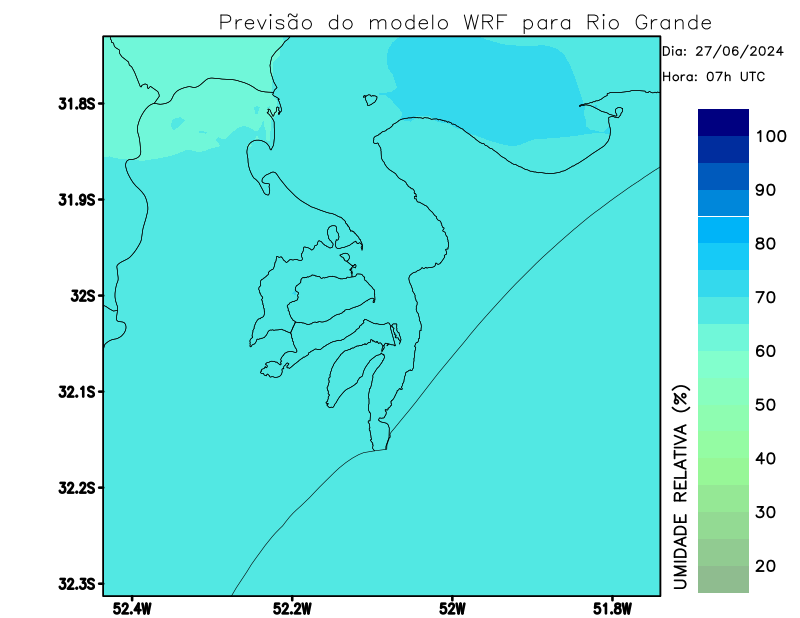 Previsão do modelo WRF para Rio Grande
Dia: 27/06/2024
Hora: 07h UTC
31.8S
31.9S
32S
32.1S
32.2S
32.3S
52.4W
52.2W
52W
51.8W
100
90
80
70
60
50
40
30
20
UMIDADE RELATIVA (%)